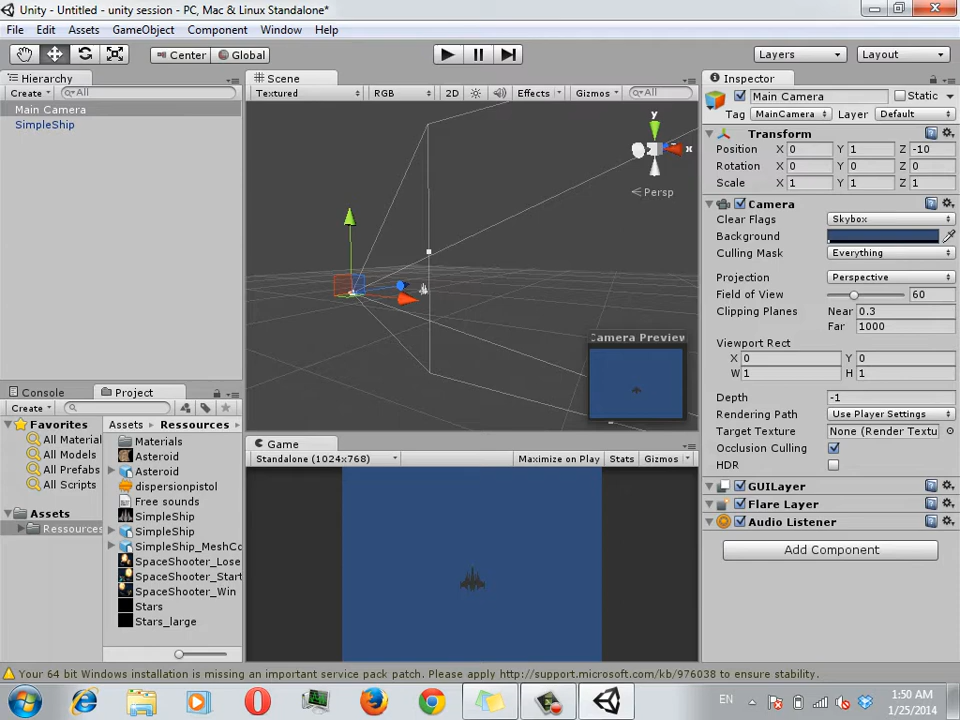 Unity - Untitled - unity session - PC, Mac & Linux Standalone*
File Edit Assets GameObject Component Window Help
Center Global Layers Layout
Hierarchy
Create All
Main Camera
SimpleShip
Scene
Textured RGB 2D Effects Gizmos All
y
x
Persp
Camera Preview
Inspector
Main Camera Static
Tag MainCamera Layer Default
Transform
Position X 0 Y 1 Z -10
Rotation X 0 Y 0 Z 0
Scale X 1 Y 1 Z 1
Camera
Clear Flags Skybox
Background
Culling Mask Everything
Projection Perspective
Field of View 60
Clipping Planes Near 0.3
Far 1000
Viewport Rect
X 0 Y 0
W 1 H 1
Depth -1
Rendering Path Use Player Settings
Target Texture None (Render Textu
Occlusion Culling
HDR
GUILayer
Flare Layer
Audio Listener
Add Component
Console Project
Create
Favorites
All Material
All Models
All Prefabs
All Scripts
Assets
Ressources
Assets Ressources
Materials
Asteroid
Asteroid
dispersionpistol
Free sounds
SimpleShip
SimpleShip
SimpleShip_MeshCo
SpaceShooter_Lose
SpaceShooter_Start
SpaceShooter_Win
Stars
Stars_large
Game
Standalone (1024x768) Maximize on Play Stats Gizmos
Your 64 bit Windows installation is missing an important service pack patch. Please apply http://support.microsoft.com/kb/976038 to ensure stability.
EN
1:50 AM
1/25/2014